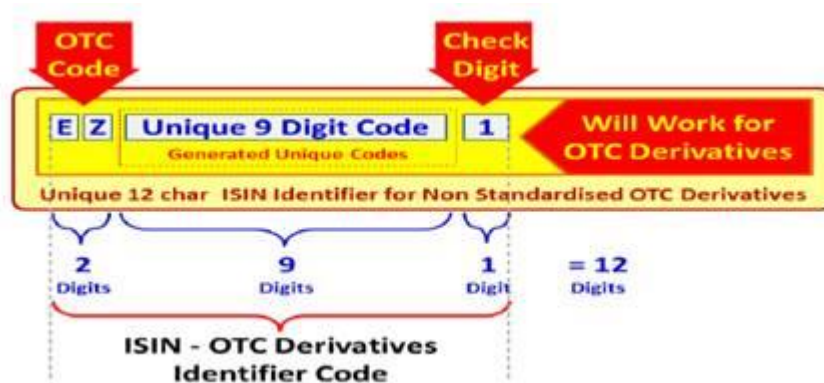 OTC
Code
Check
Digit
E Z Unique 9 Digit Code 1
Generated Unique Codes
Will Work for
OTC Derivatives
Unique 12 char ISIN Identifier for Non Standardised OTC Derivatives
2 9 1 = 12
Digits Digits Digit Digits
ISIN - OTC Derivatives
Identifier Code